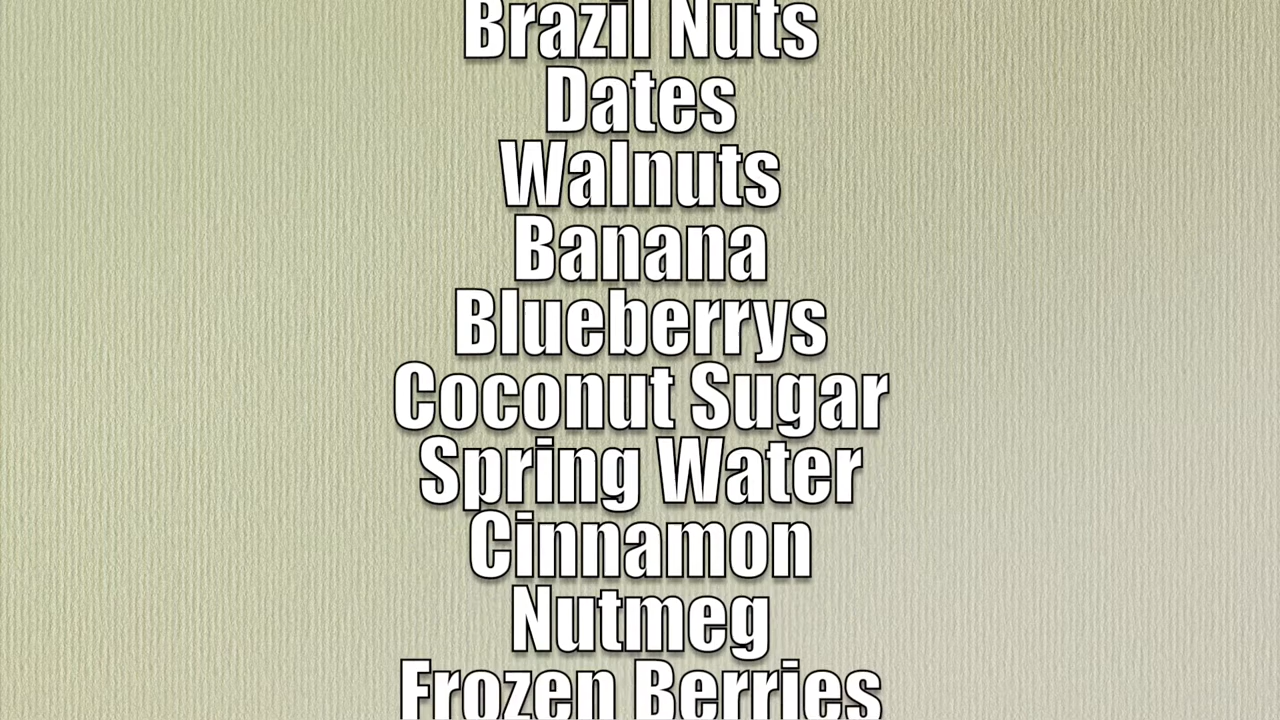 Brazil Nuts
Dates
Walnuts
Banana
Blueberrys
Coconut Sugar
Spring Water
Cinnamon
Nutmeg
Frozen Berries